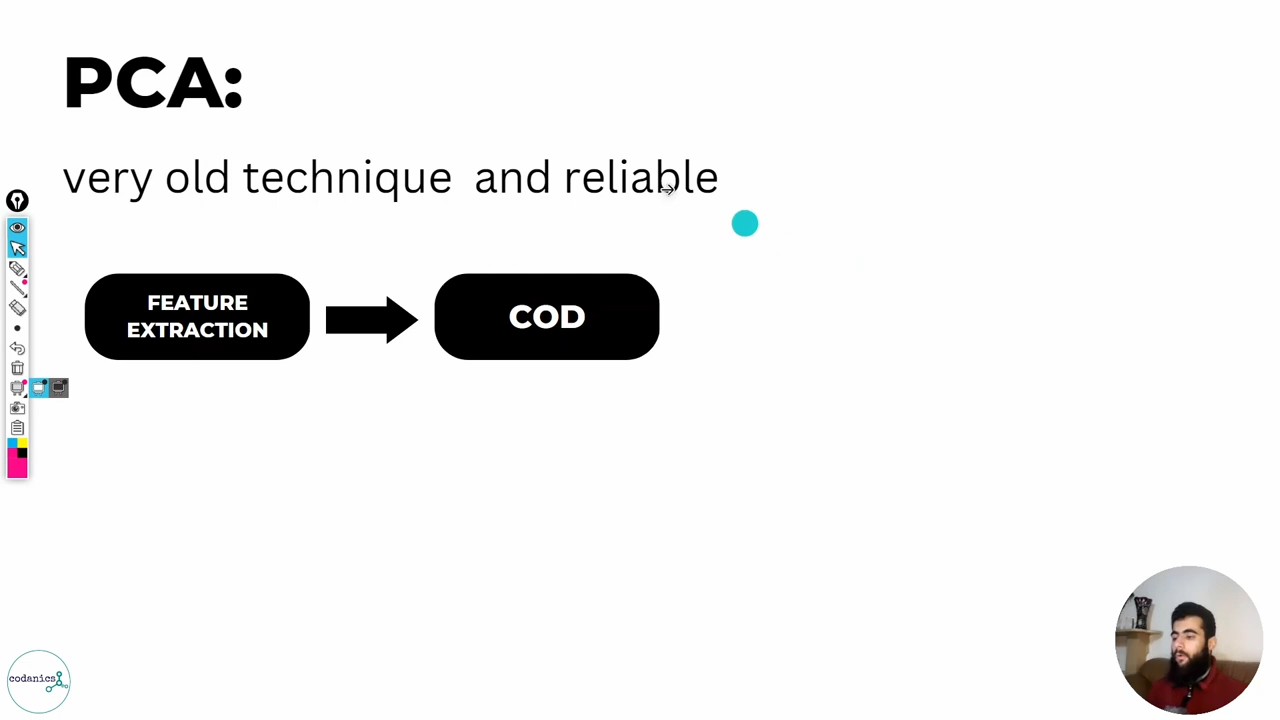 PCA:
very old technique and reliable
FEATURE
EXTRACTION
COD
codanics